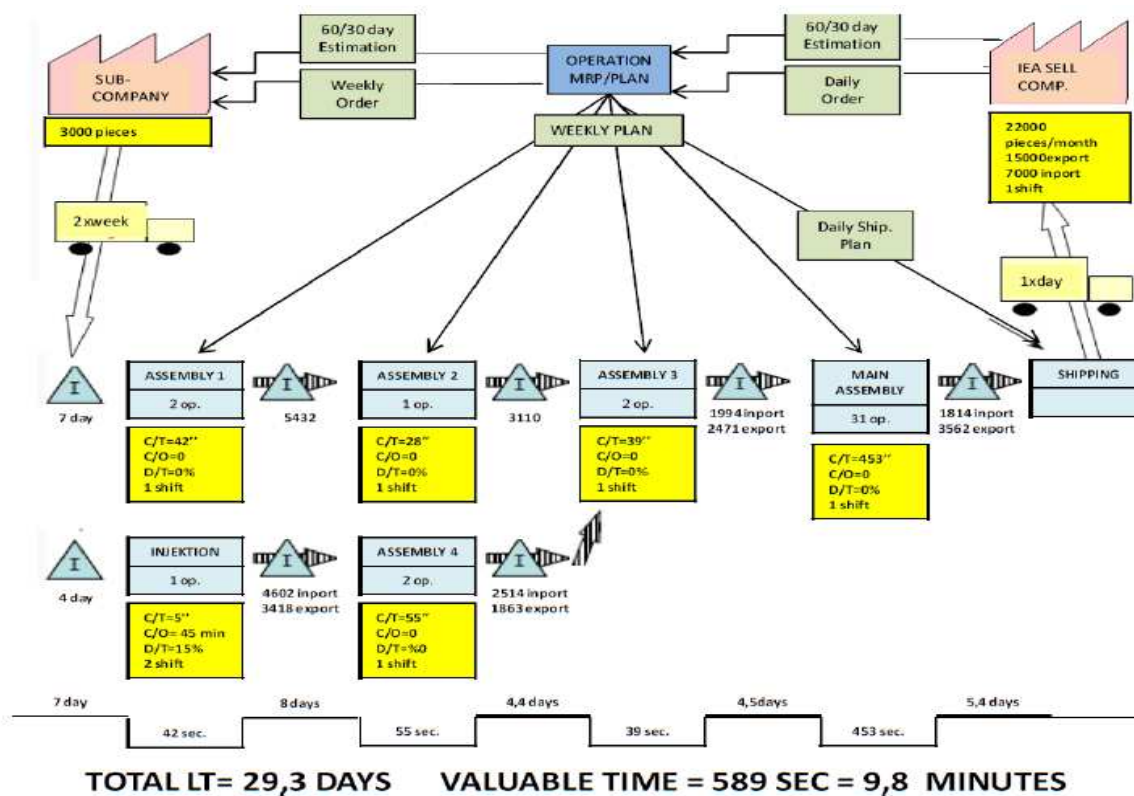 60/30 day
Estimation
60/30 day
Estimation
SUB-
COMPANY
OPERATION
MRP/PLAN
IEA SELL
COMP.
Weekly
Order
Daily
Order
3000 pieces
WEEKLY PLAN
22000
pieces/month
15000export
7000 inport
1shift
2xweek
Daily Ship.
Plan
1xday
I
7 day
ASSEMBLY 1
2 op.
C/T=42’’
C/O=0
D/T=0%
1 shift
I
5432
ASSEMBLY 2
1 op.
C/T=28’’
C/O=0
D/T=0%
1 shift
I
3110
ASSEMBLY 3
2 op.
C/T=39’’
C/O=0
D/T=0%
1 shift
I
1994 inport
2471 export
MAIN
ASSEMBLY
31 op.
C/T=453’’
C/O=0
D/T=0%
1 shift
I
1814 inport
3562 export
SHIPPING
I
4 day
INJEKTION
1 op.
C/T=5’’
C/O= 45 min
D/T=15%
2 shift
I
4602 inport
3418 export
ASSEMBLY 4
2 op.
C/T=55’’
C/O=0
D/T=%0
1 shift
I
2514 inport
1863 export
7 day
42 sec.
8 days
55 sec.
4,4 days
39 sec.
4,5days
453 sec.
5,4 days
TOTAL LT= 29,3 DAYS VALUABLE TIME = 589 SEC = 9,8 MINUTES